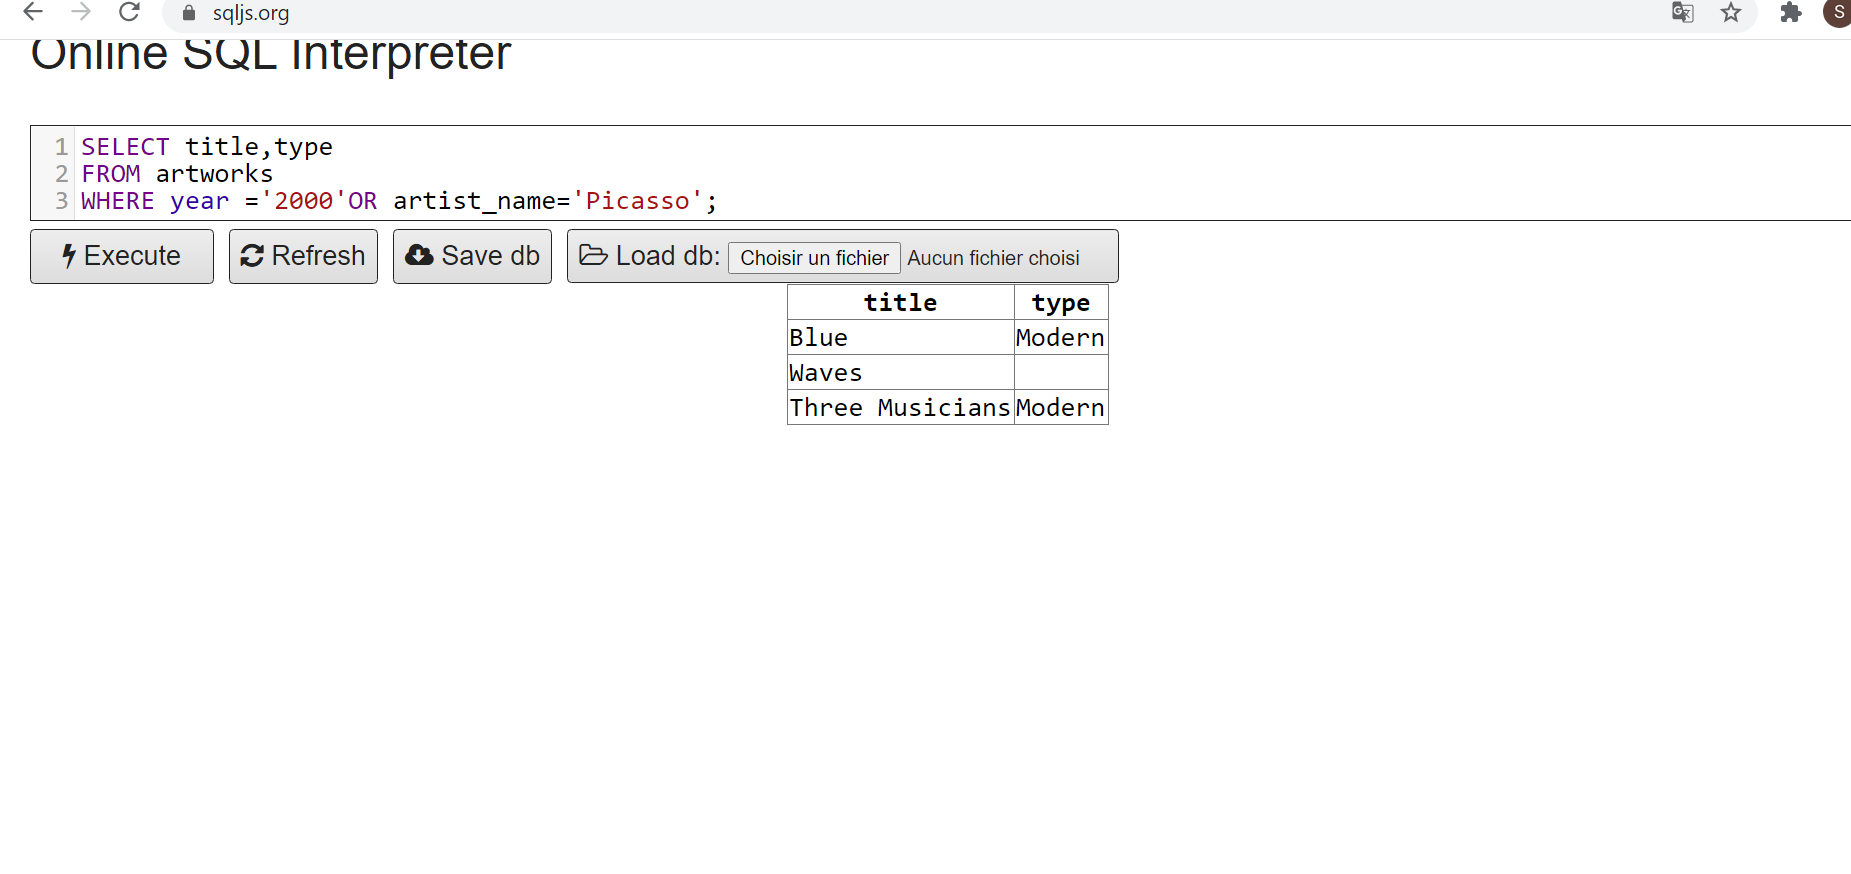 sqljs.org
S
Online SQL Interpreter
1 SELECT title,type
2 FROM artworks
3 WHERE year ='2000'OR artist_name='Picasso';
Execute Refresh Save db Load db: Choisir un fichier Aucun fichier choisi
title type
Blue Modern
Waves
Three Musicians Modern